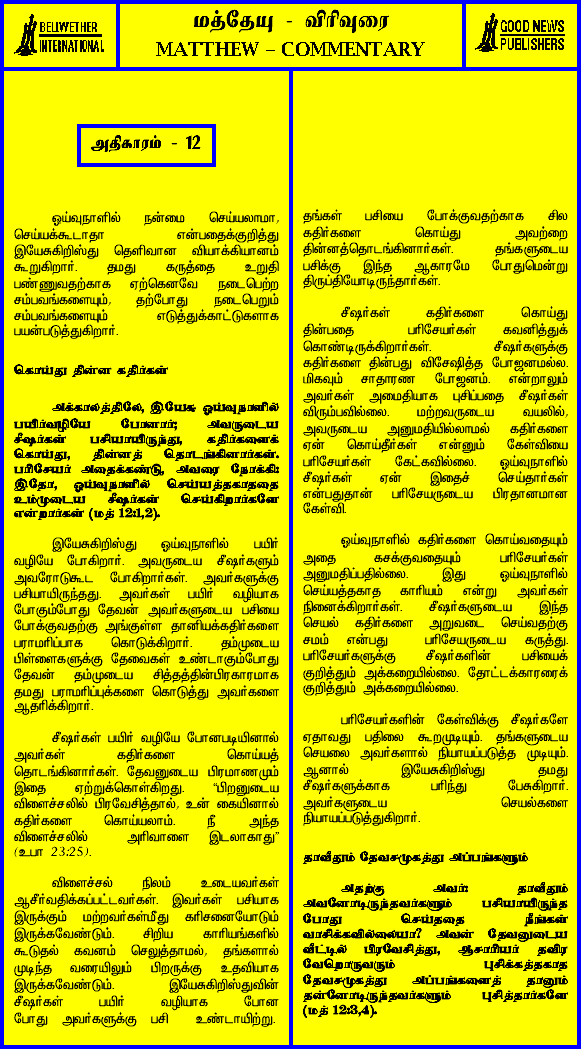 BELIWETHER
INTERNATIONAL
மத்தேயு - விரிவுரை
MATTHEW – COMMENTARY
GOOD NEWS
PUBLISHERS
அதிகாரம் - 12
ஓய்வுநாளில் நன்மை செய்யலாமா,
செய்யக்கூடாதா என்பதைக்குறித்து
இயேசுகிறிஸ்து தெளிவான வியாக்கியானம்
கூறுகிறார். தமது கருத்தை உறுதி
பண்ணுவதற்காக ஏற்கெனவே நடைபெற்ற
சம்பவங்களையும், தற்போது நடைபெறும்
சம்பவங்களையும் எடுத்துக்காட்டுகளாக
பயன்படுத்துகிறார்.
கொய்து தின்ன கதிர்கள்
அக்காலத்திலே, இயேசு ஓய்வுநாளில்
பயிர்வழியே போனார்; அவருடைய
சீஷர்கள் பசியாயிருந்து, கதிர்களைக்
கொய்து, தின்னத் தொடங்கினார்கள்.
பரிசேயர் அதைக்கண்டு, அவரை நோக்கி:
இதோ, ஓய்வுநாளில் செய்யத்தகாததை
உம்முடைய சீஷர்கள் செய்கிறார்களே
என்றார்கள் (மத் 12:1,2).
இயேசுகிறிஸ்து ஓய்வுநாளில் பயிர்
வழியே போகிறார். அவருடைய சீஷர்களும்
அவரோடுகூட போகிறார்கள். அவர்களுக்கு
பசியாயிருந்தது. அவர்கள் பயிர் வழியாக
போகும்போது தேவன் அவர்களுடைய பசியை
போக்குவதற்கு அங்குள்ள தானியக்கதிர்களை
பராமரிப்பாக கொடுக்கிறார். தம்முடைய
பிள்ளைகளுக்கு தேவைகள் உண்டாகும்போது
தேவன் தம்முடைய சித்தத்தின்பிரகாரமாக
தமது பராமரிப்புக்களை கொடுத்து அவர்களை
ஆதரிக்கிறார்.
சீஷர்கள் பயிர் வழியே போனபடியினால்
அவர்கள் கதிர்களை கொய்யத்
தொடங்கினார்கள். தேவனுடைய பிரமாணமும்
இதை ஏற்றுக்கொள்கிறது. “பிறனுடைய
விளைச்சலில் பிரவேசித்தால், உன் கையினால்
கதிர்களை கொய்யலாம். நீ அந்த
விளைச்சலில் அரிவாளை இடலாகாது”
(உபா 23:25).
விளைச்சல் நிலம் உடையவர்கள்
ஆசீர்வதிக்கப்பட்டவர்கள். இவர்கள் பசியாக
இருக்கும் மற்றவர்கள்மீது கரிசனையோடும்
இருக்கவேண்டும். சிறிய காரியங்களில்
கூடுதல் கவனம் செலுத்தாமல், தங்களால்
முடிந்த வரையிலும் பிறருக்கு உதவியாக
இருக்கவேண்டும். இயேசுகிறிஸ்துவின்
சீஷர்கள் பயிர் வழியாக போன
போது அவர்களுக்கு பசி உண்டாயிற்று.
தங்கள் பசியை போக்குவதற்காக சில
கதிர்களை கொய்து அவற்றை
தின்னத்தொடங்கினார்கள். தங்களுடைய
பசிக்கு இந்த ஆகாரமே போதுமென்று
திருப்தியோடிருந்தார்கள்.
சீஷர்கள் கதிர்களை கொய்து
தின்பதை பரிசேயர்கள் கவனித்துக்
கொண்டிருக்கிறார்கள். சீஷர்களுக்கு
கதிர்களை தின்பது விசேஷித்த போஜனமல்ல.
மிகவும் சாதாரண போஜனம். என்றாலும்
அவர்கள் அமைதியாக புசிப்பதை சீஷர்கள்
விரும்பவில்லை. மற்றவருடைய வயலில்,
அவருடைய அனுமதியில்லாமல் கதிர்களை
ஏன் கொய்தீர்கள் என்னும் கேள்வியை
பரிசேயர்கள் கேட்கவில்லை. ஓய்வுநாளில்
சீஷர்கள் ஏன் இதைச் செய்தார்கள்
என்பதுதான் பரிசேயருடைய பிரதானமான
கேள்வி.
ஓய்வுநாளில் கதிர்களை கொய்வதையும்
அதை கசக்குவதையும் பரிசேயர்கள்
அனுமதிப்பதில்லை. இது ஓய்வுநாளில்
செய்யத்தகாத காரியம் என்று அவர்கள்
நினைக்கிறார்கள். சீஷர்களுடைய இந்த
செயல் கதிர்களை அறுவடை செய்வதற்கு
சமம் என்பது பரிசேயருடைய கருத்து.
பரிசேயர்களுக்கு சீஷர்களின் பசியைக்
குறித்தும் அக்கறையில்லை. தோட்டக்காரரைக்
குறித்தும் அக்கறையில்லை.
பரிசேயர்களின் கேள்விக்கு சீஷர்களே
ஏதாவது பதிலை கூறமுடியும். தங்களுடைய
செயலை அவர்களால் நியாயப்படுத்த முடியும்.
ஆனால் இயேசுகிறிஸ்து தமது
சீஷர்களுக்காக பரிந்து பேசுகிறார்.
அவர்களுடைய செயல்களை
நியாயப்படுத்துகிறார்.
தாவீதும் தேவசமுகத்து அப்பங்களும்
அதற்கு அவர்: தாவீதும்
அவனோடிருந்தவர்களும் பசியாயிருந்த
போது செய்ததை நீங்கள்
வாசிக்கவில்லையா? அவன் தேவனுடைய
வீட்டில் பிரவேசித்து, ஆசாரியர் தவிர
வேறொருவரும் புசிக்கத்தகாத
தேவசமுகத்து அப்பங்களைத் தானும்
தன்னோடிருந்தவர்களும் புசித்தார்களே
(மத் 12:3,4).